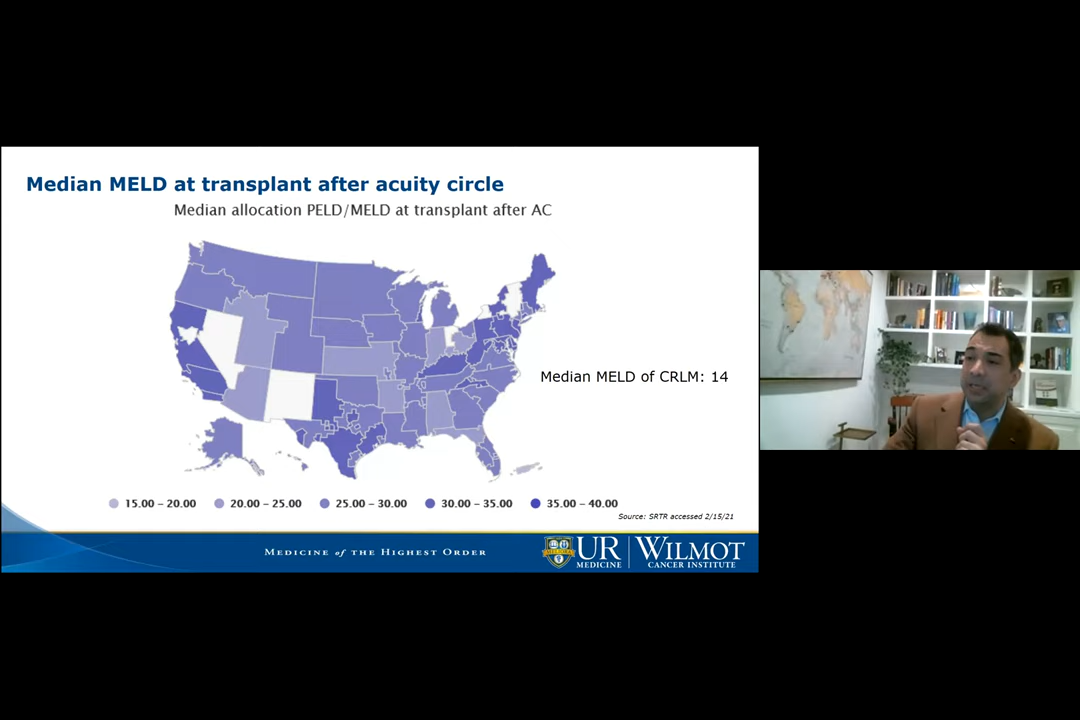 Median MELD at transplant after acuity circle
Median allocation PELD/MELD at transplant after AC
Median MELD of CRLM: 14
15.00 – 20.00
20.00 – 25.00
25.00 – 30.00
30.00 – 35.00
35.00 – 40.00
Source: SRTR accessed 2/15/21
MEDICINE of THE HIGHEST ORDER
UR
MEDICINE
WILMOT
CANCER INSTITUTE